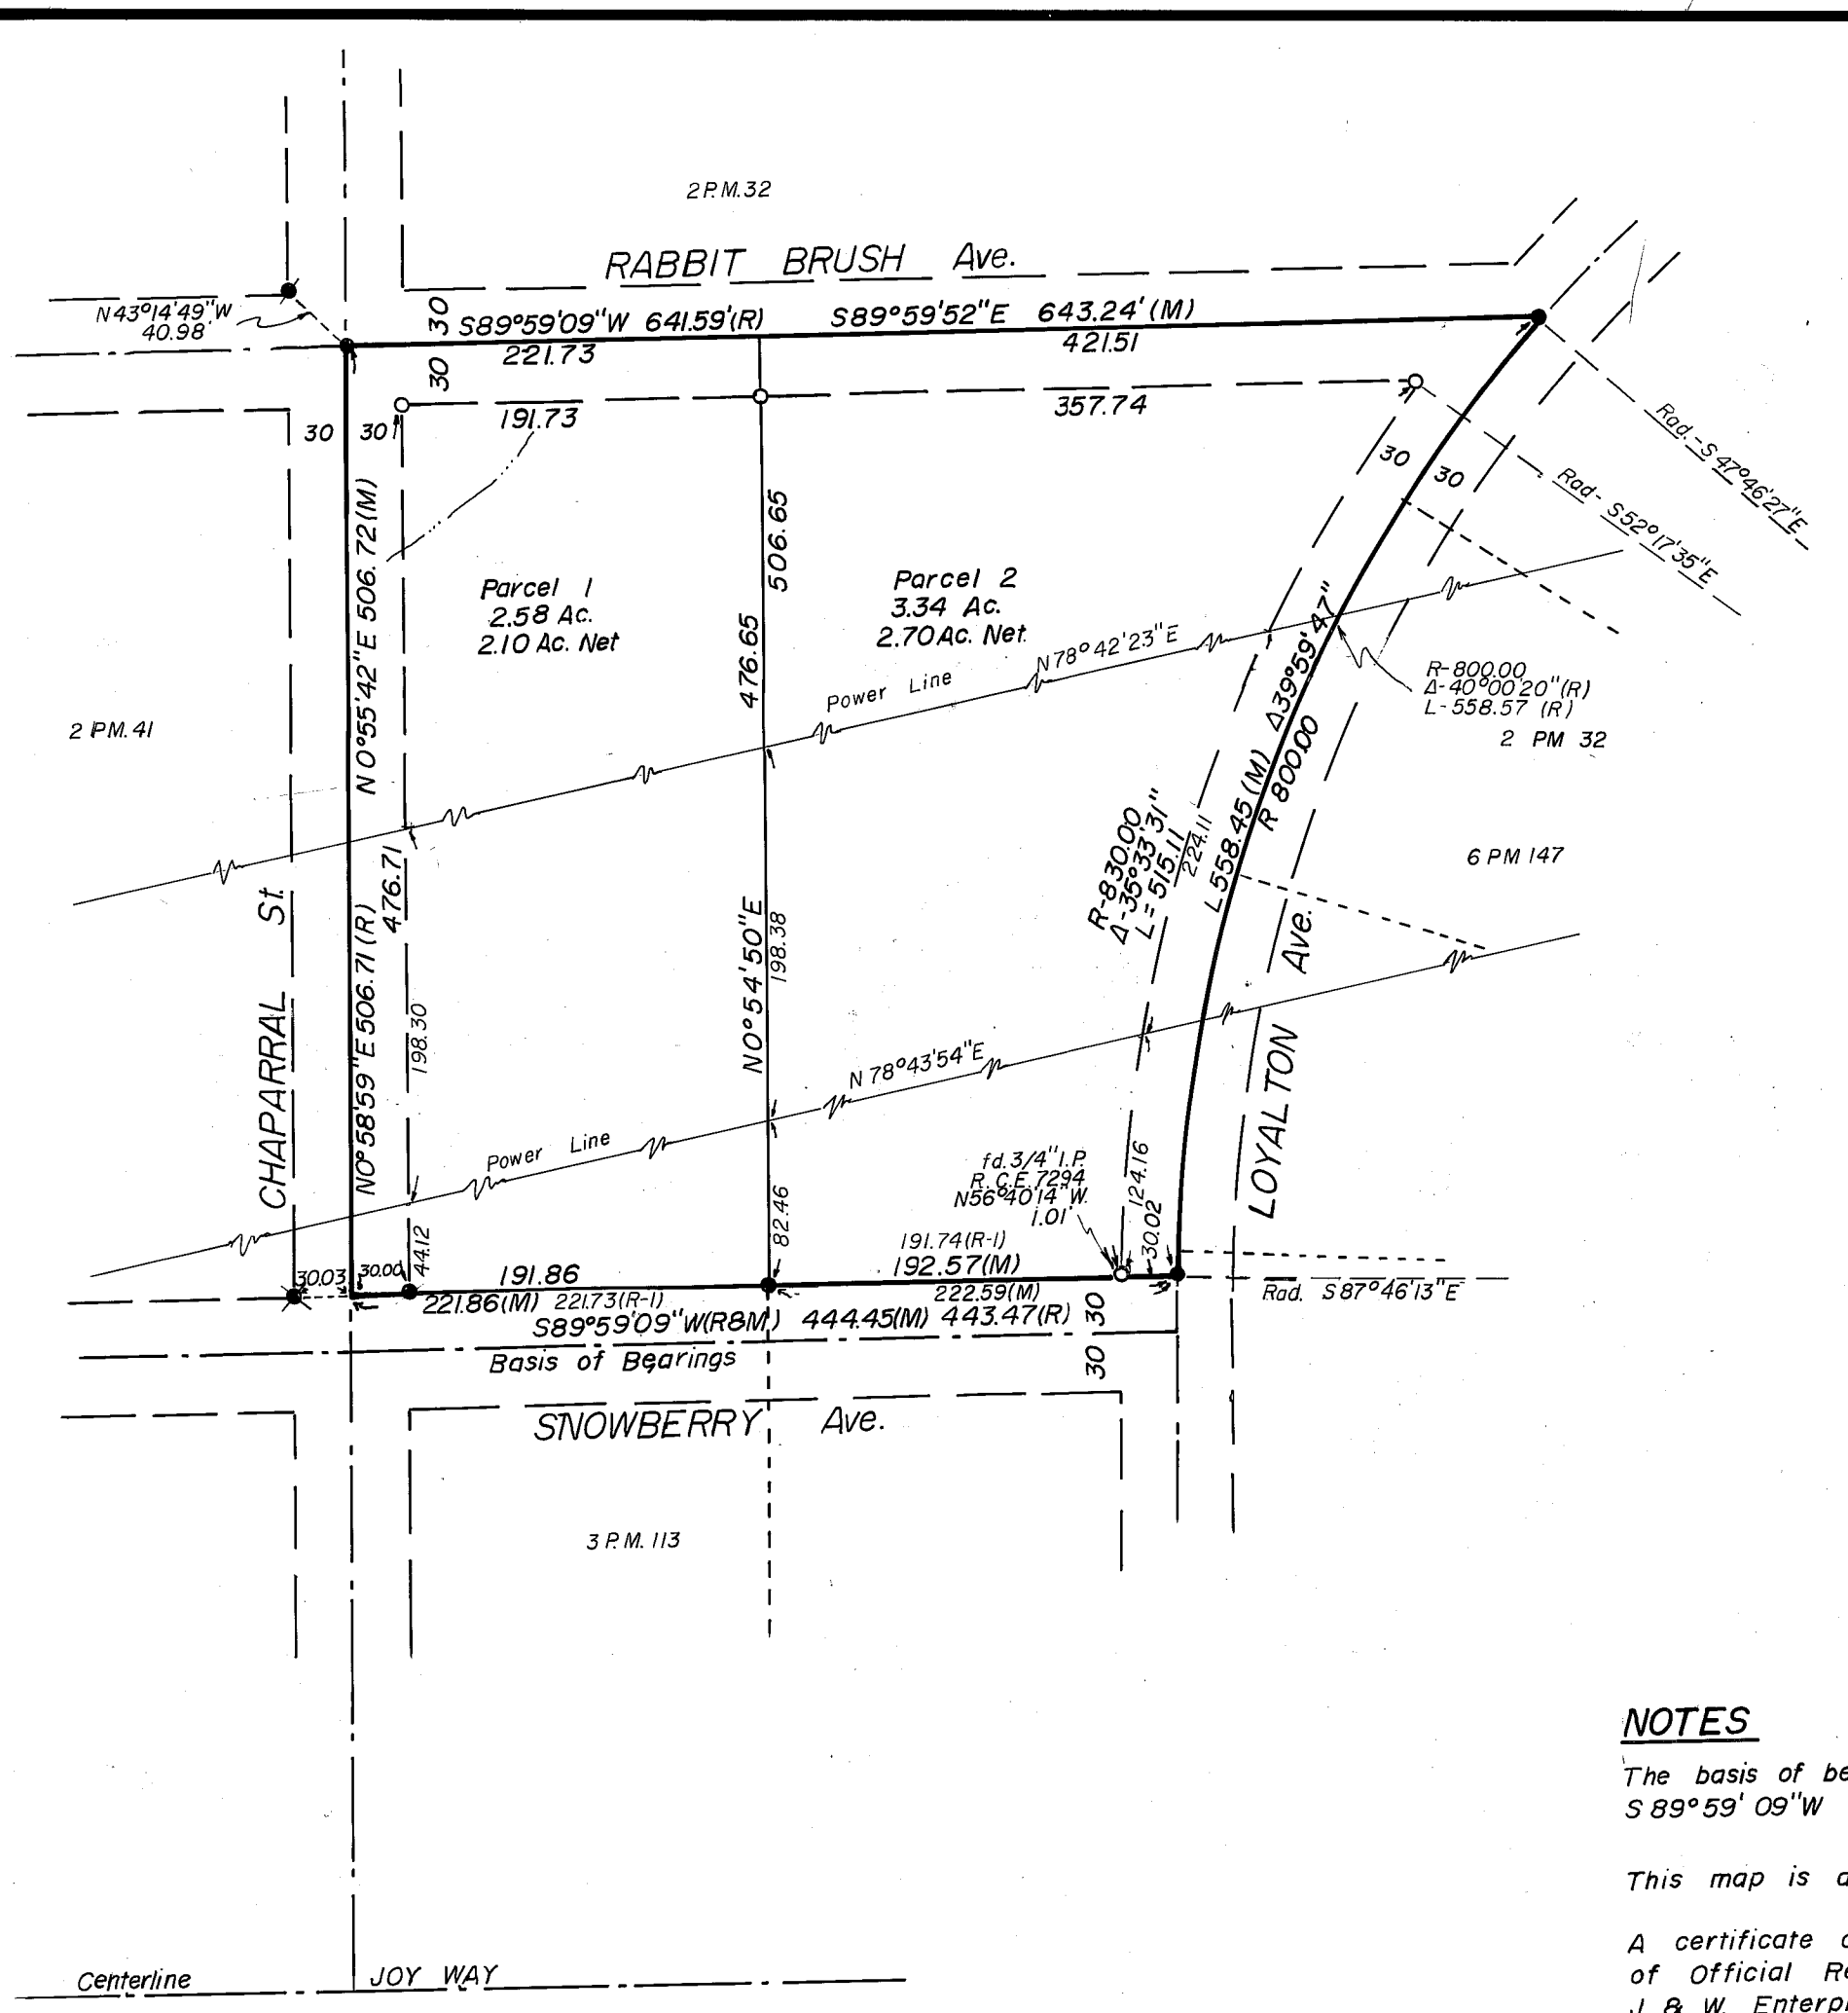 2 P.M. 32
RABBIT BRUSH Ave.
N 43°14'49"W
40.98'
30
30
S89°59'09"W 641.59'(R)
S89°59'52"E 643.24'(M)
221.73
421.51
191.73
357.74
30
30
30
30
Rad.-S 47°46'27"E
Rad- S52°17'35"E
N 0°55'42"E 506.72(M)
506.65
476.65
Parcel 1
2.58 Ac.
2.10 Ac. Net
Parcel 2
3.34 Ac.
2.70 Ac. Net.
N78°42'23"E
Power Line
R-800.00
Δ-40°00'20"(R)
L-558.57 (R)
2 PM 32
2 P.M. 41
L 558.45(M) Δ39°59'47"
R 800.00
R-830.00
Δ-35°33'31"
L=515.11
224.11
6 PM 147
476.71
CHAPARRAL St.
N0°58'59"E 506.71(R)
198.30
N0°54'50"E
198.38
LOYALTON Ave.
N 78°43'54"E
Power Line
fd. 3/4" I.P.
R.C.E. 7294
N56°40'14"W.
1.01'
124.16
30.02
82.46
44.12
30.03
30.00
191.86
191.74(R-1)
192.57(M)
222.59(M)
221.86(M) 221.73(R-1)
S89°59'09"W(R&M) 444.45(M) 443.47(R)
Rad. S87°46'13"E
30
30
Basis of Bearings
SNOWBERRY Ave.
3 P.M. 113
Centerline JOY WAY
NOTES
The basis of be
S 89°59' 09"W
This map is a
A certificate o
of Official Re
J. & W. Enterp